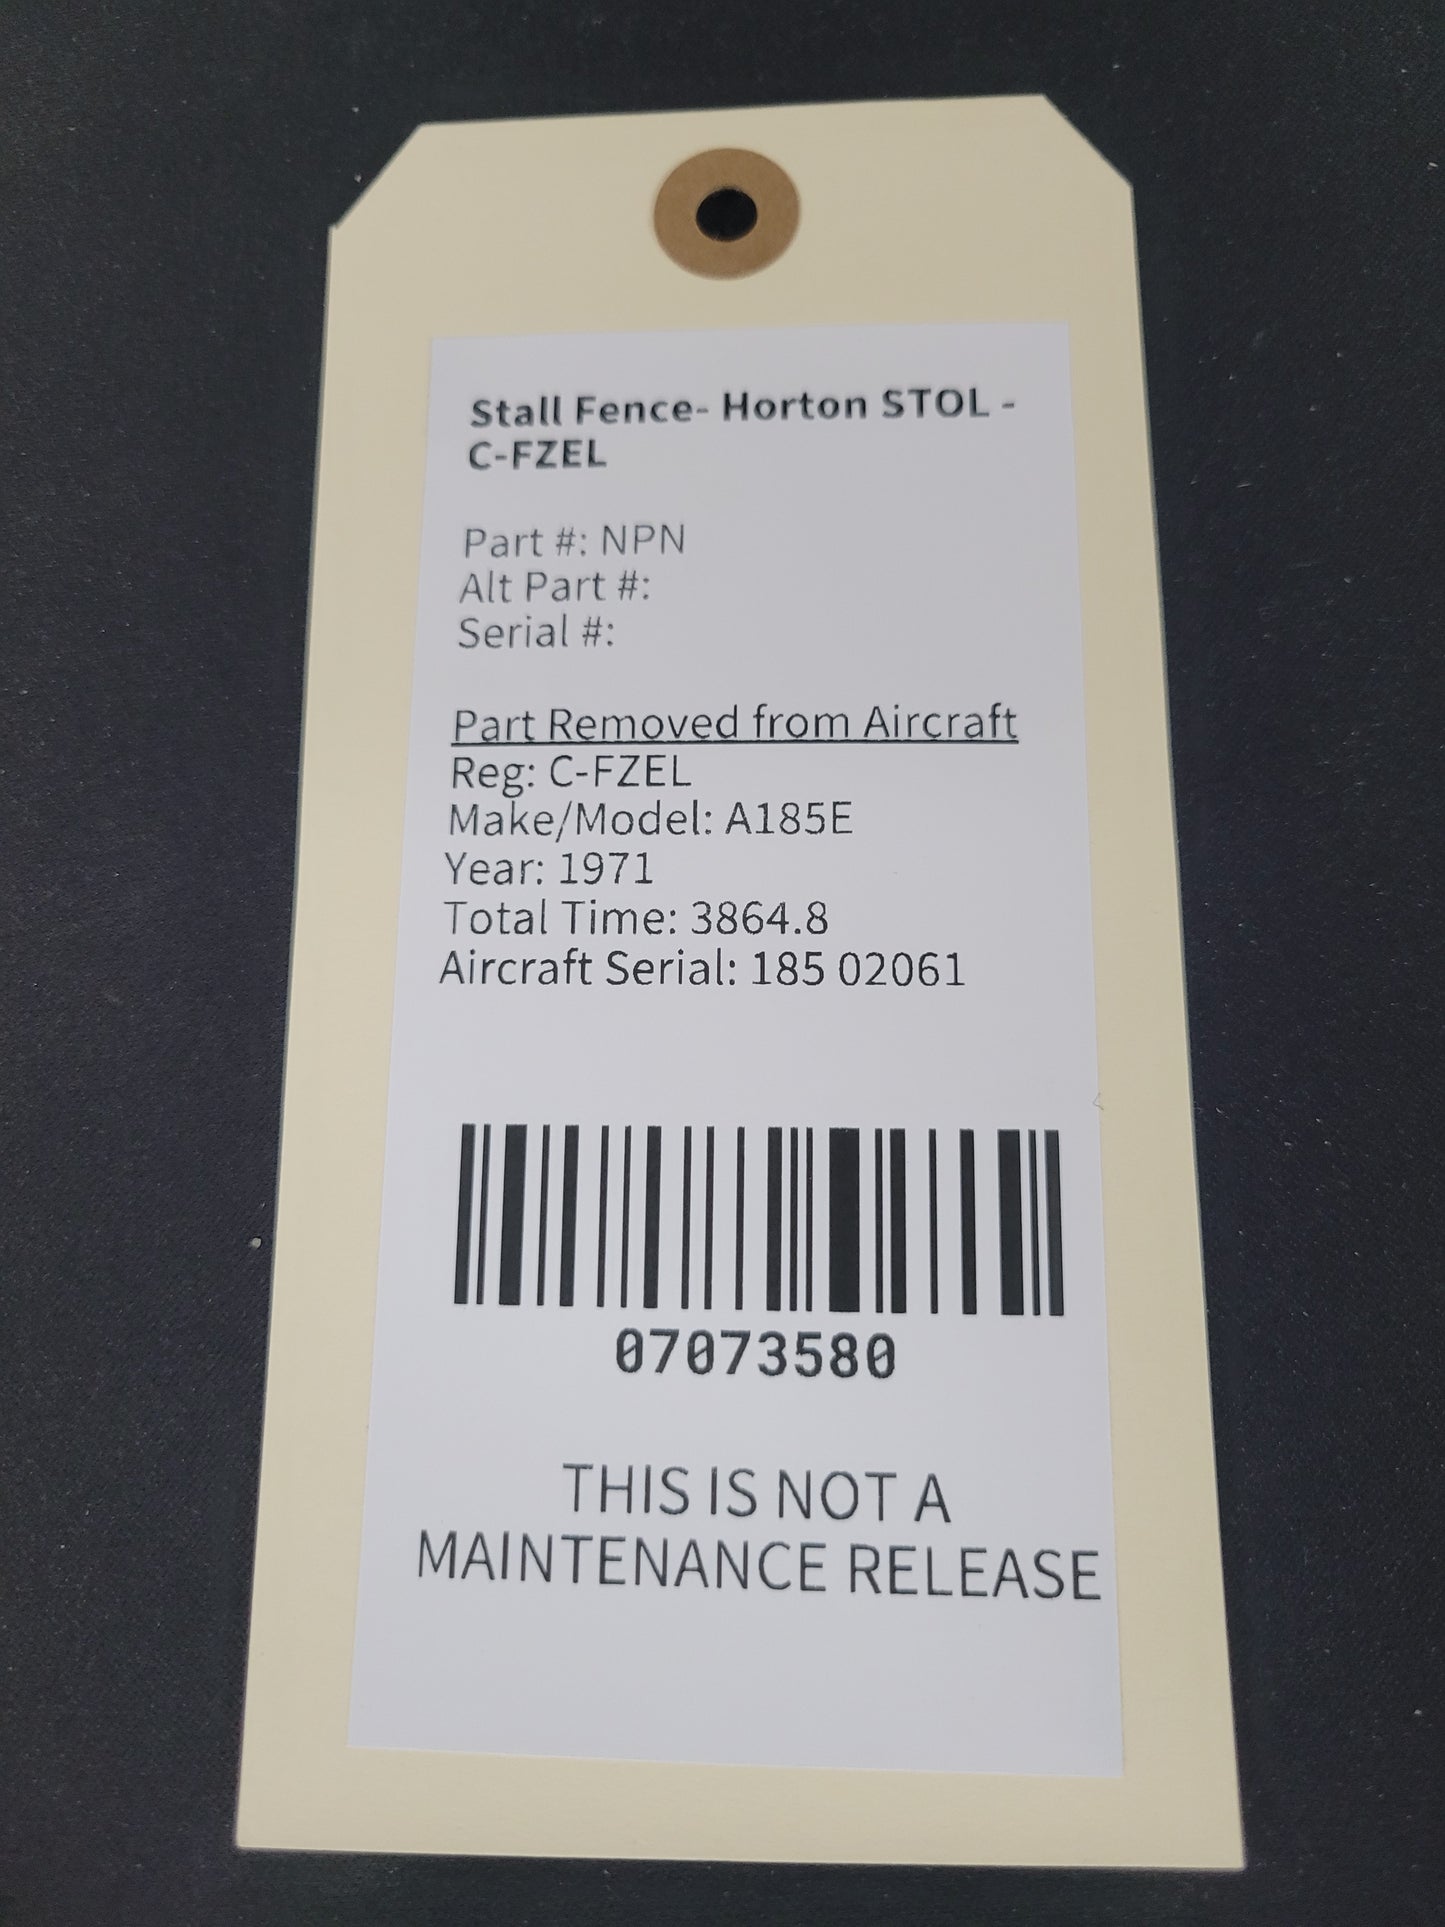 Stall Fence- Horton STOL -
C-FZEL
Part #: NPN
Alt Part #:
Serial #:
Part Removed from Aircraft
Reg: C-FZEL
Make/Model: A185E
Year: 1971
Total Time: 3864.8
Aircraft Serial: 185 02061
07073580
THIS IS NOT A
MAINTENANCE RELEASE